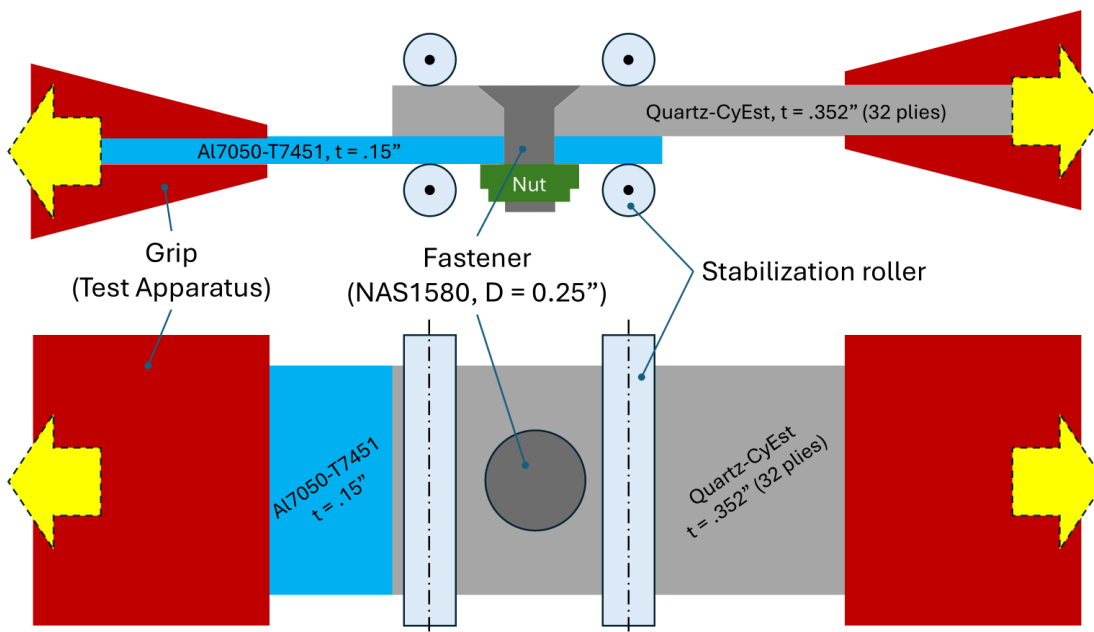 Quartz-CyEst, t = .352” (32 plies)
Al7050-T7451, t = .15”
Nut
Grip
(Test Apparatus)
Fastener
(NAS1580, D = 0.25”)
Stabilization roller
Al7050-T7451
t = .15”
Quartz-CyEst
t = .352” (32 plies)